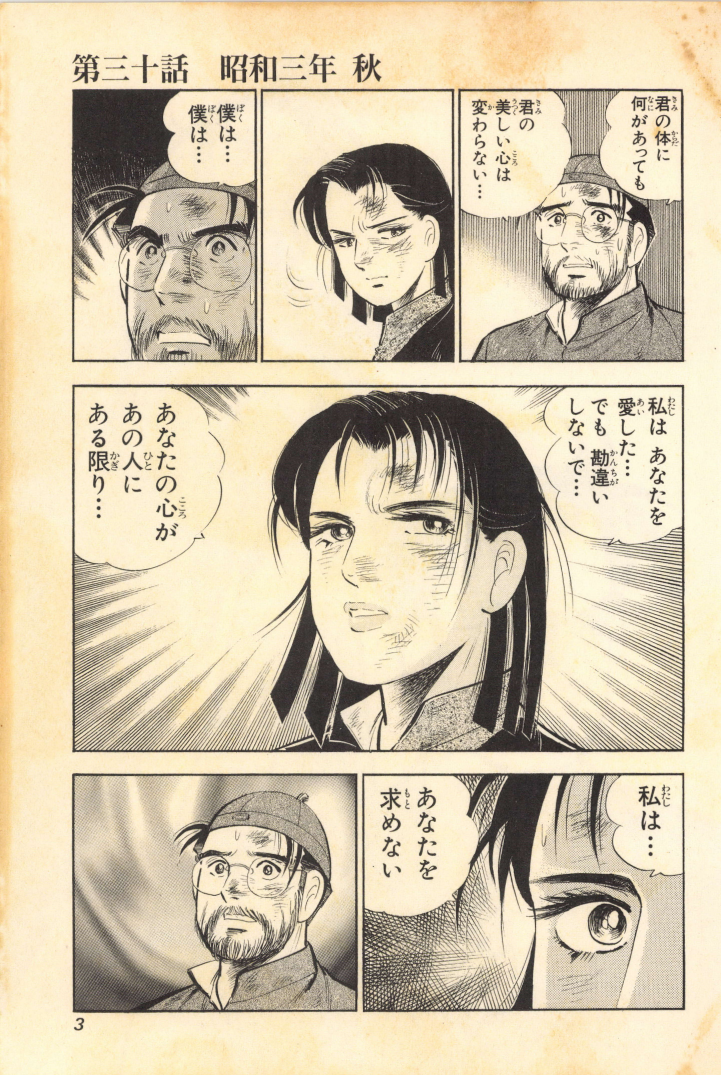 第三十話 昭和三年 秋
君の体に
何があっても
君の
美しい心は
変わらない…
僕は…
僕は…
私は あなたを
愛した…
でも 勘違い
しないで…
あなたの心が
あの人に
ある限り…
私は…
あなたを
求めない
3